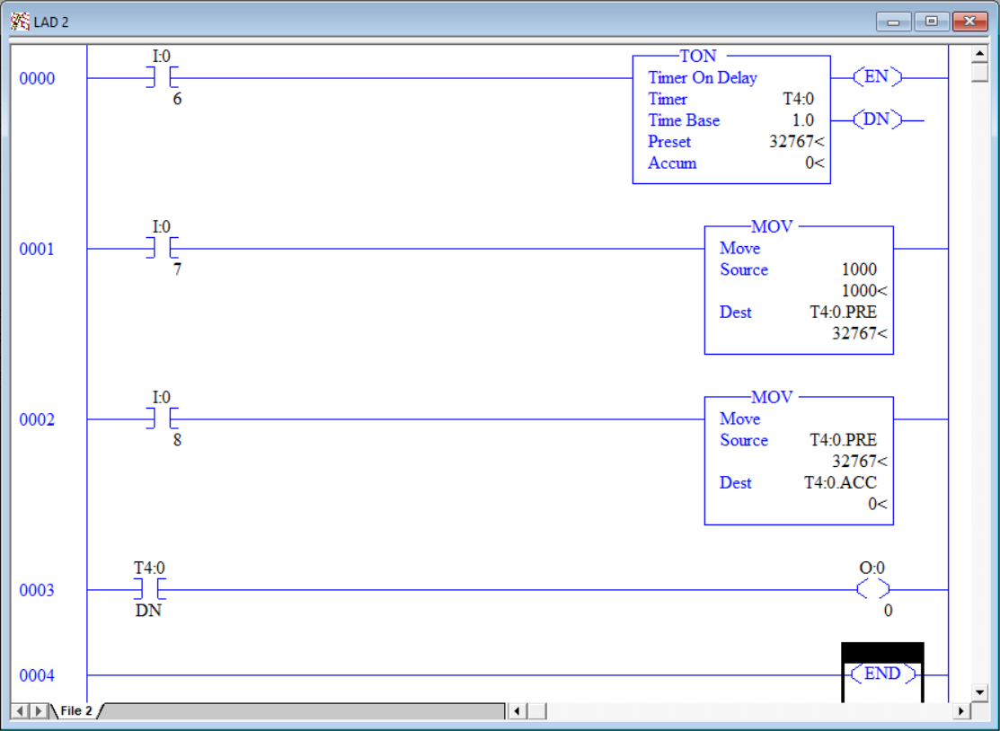 LAD 2
I:0
6
0000
TON
Timer On Delay
Timer T4:0
Time Base 1.0
Preset 32767<
Accum 0<
EN
DN
I:0
7
0001
MOV
Move
Source 1000
1000<
Dest T4:0.PRE
32767<
I:0
8
0002
MOV
Move
Source T4:0.PRE
32767<
Dest T4:0.ACC
0<
T4:0
DN
0003
O:0
0
0004
END
File 2